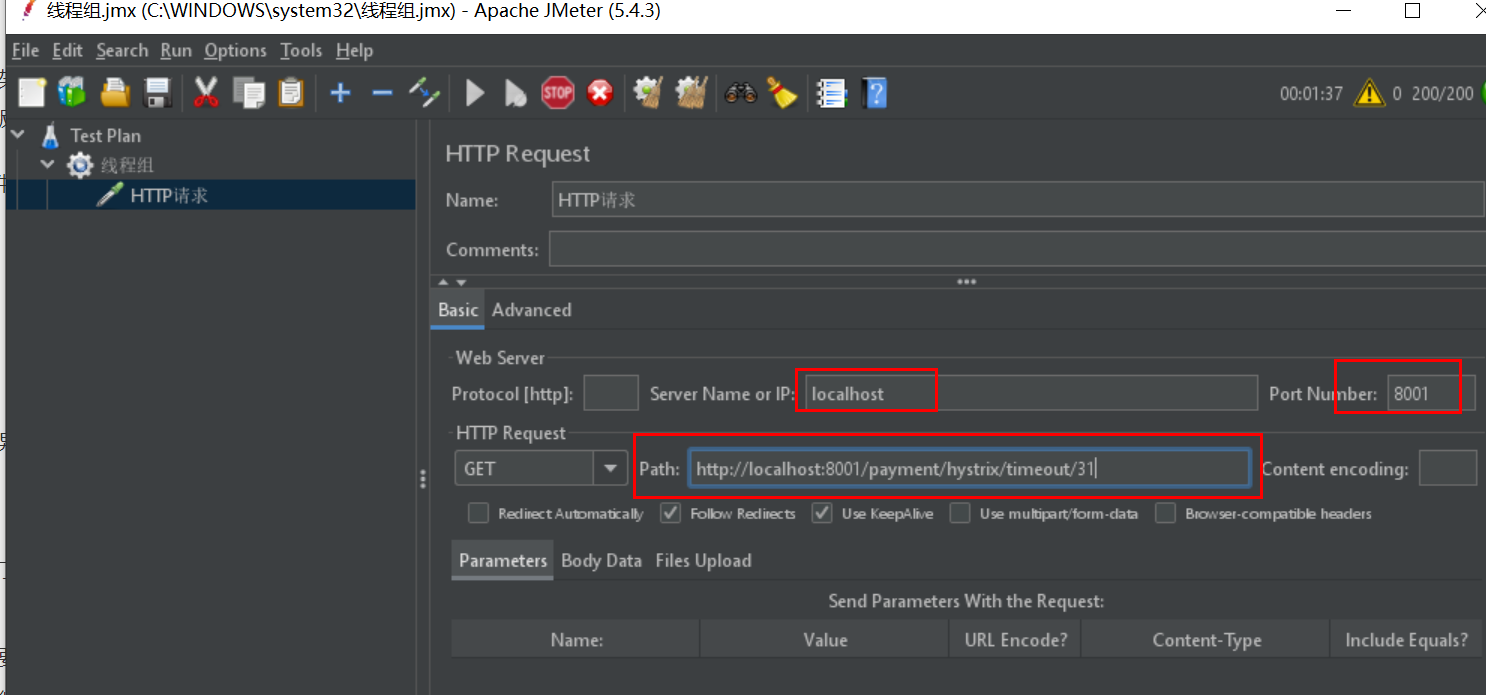 线程组.jmx (C:\WINDOWS\system32\线程组.jmx) - Apache JMeter (5.4.3)
File Edit Search Run Options Tools Help
STOP ? 00:01:37 0 200/200
Test Plan
线程组
HTTP请求
HTTP Request
Name: HTTP请求
Comments:
Basic Advanced
Web Server
Protocol [http]: Server Name or IP: localhost Port Number: 8001
HTTP Request
GET Path: http://localhost:8001/payment/hystrix/timeout/31 Content encoding:
Redirect Automatically Follow Redirects Use KeepAlive Use multipart/form-data Browser-compatible headers
Parameters Body Data Files Upload
Send Parameters With the Request:
Name: Value URL Encode? Content-Type Include Equals?